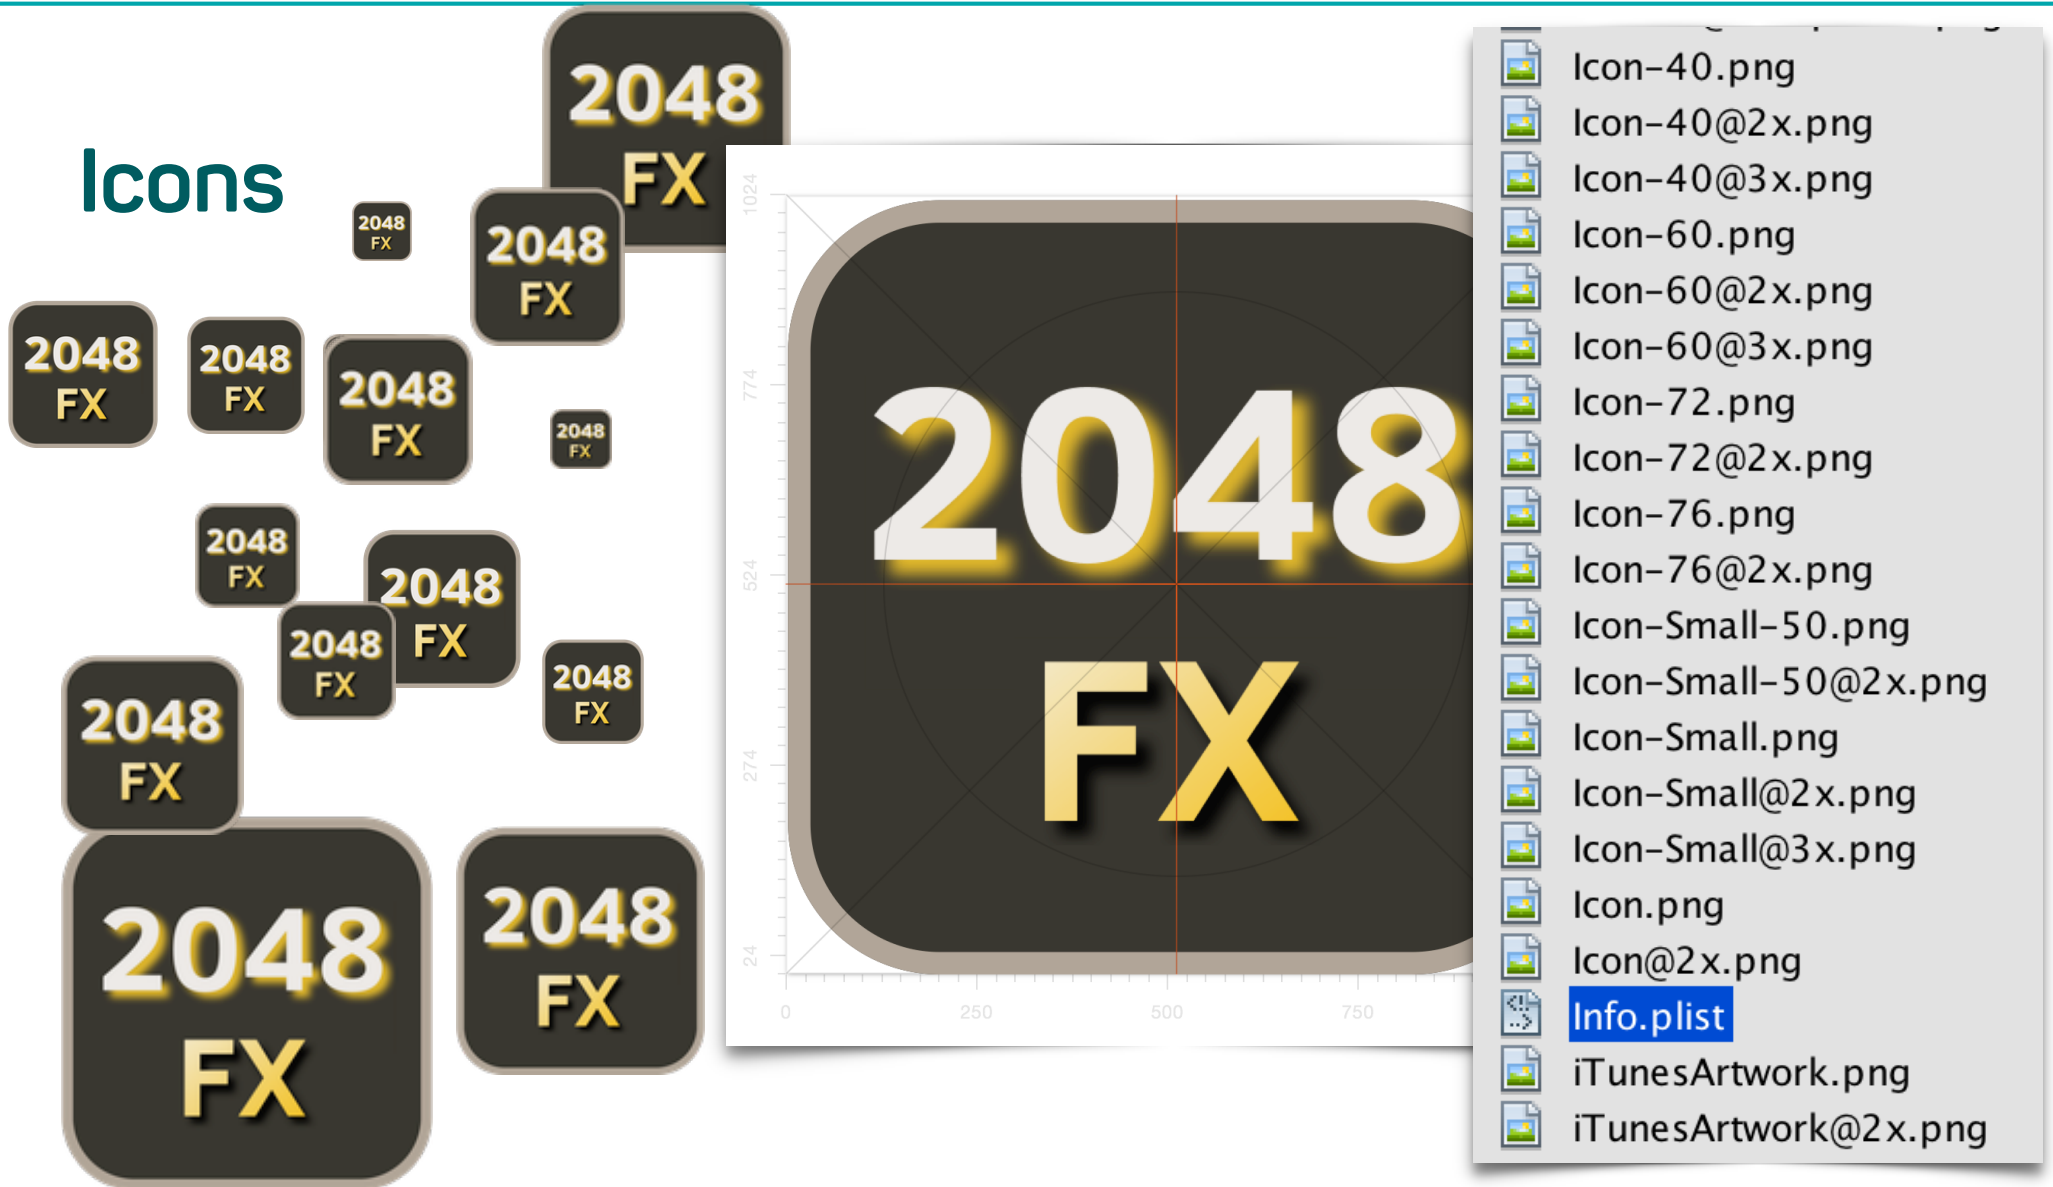 Icons
2048
FX
2048
FX
2048
FX
2048
FX
2048
FX
2048
FX
2048
FX
2048
FX
2048
FX
2048
FX
2048
FX
2048
FX
2048
FX
2048
FX
1024
774
524
274
24
2048
FX
0
250
500
750
Icon-40.png
Icon-40@2x.png
Icon-40@3x.png
Icon-60.png
Icon-60@2x.png
Icon-60@3x.png
Icon-72.png
Icon-72@2x.png
Icon-76.png
Icon-76@2x.png
Icon-Small-50.png
Icon-Small-50@2x.png
Icon-Small.png
Icon-Small@2x.png
Icon-Small@3x.png
Icon.png
Icon@2x.png
Info.plist
iTunesArtwork.png
iTunesArtwork@2x.png